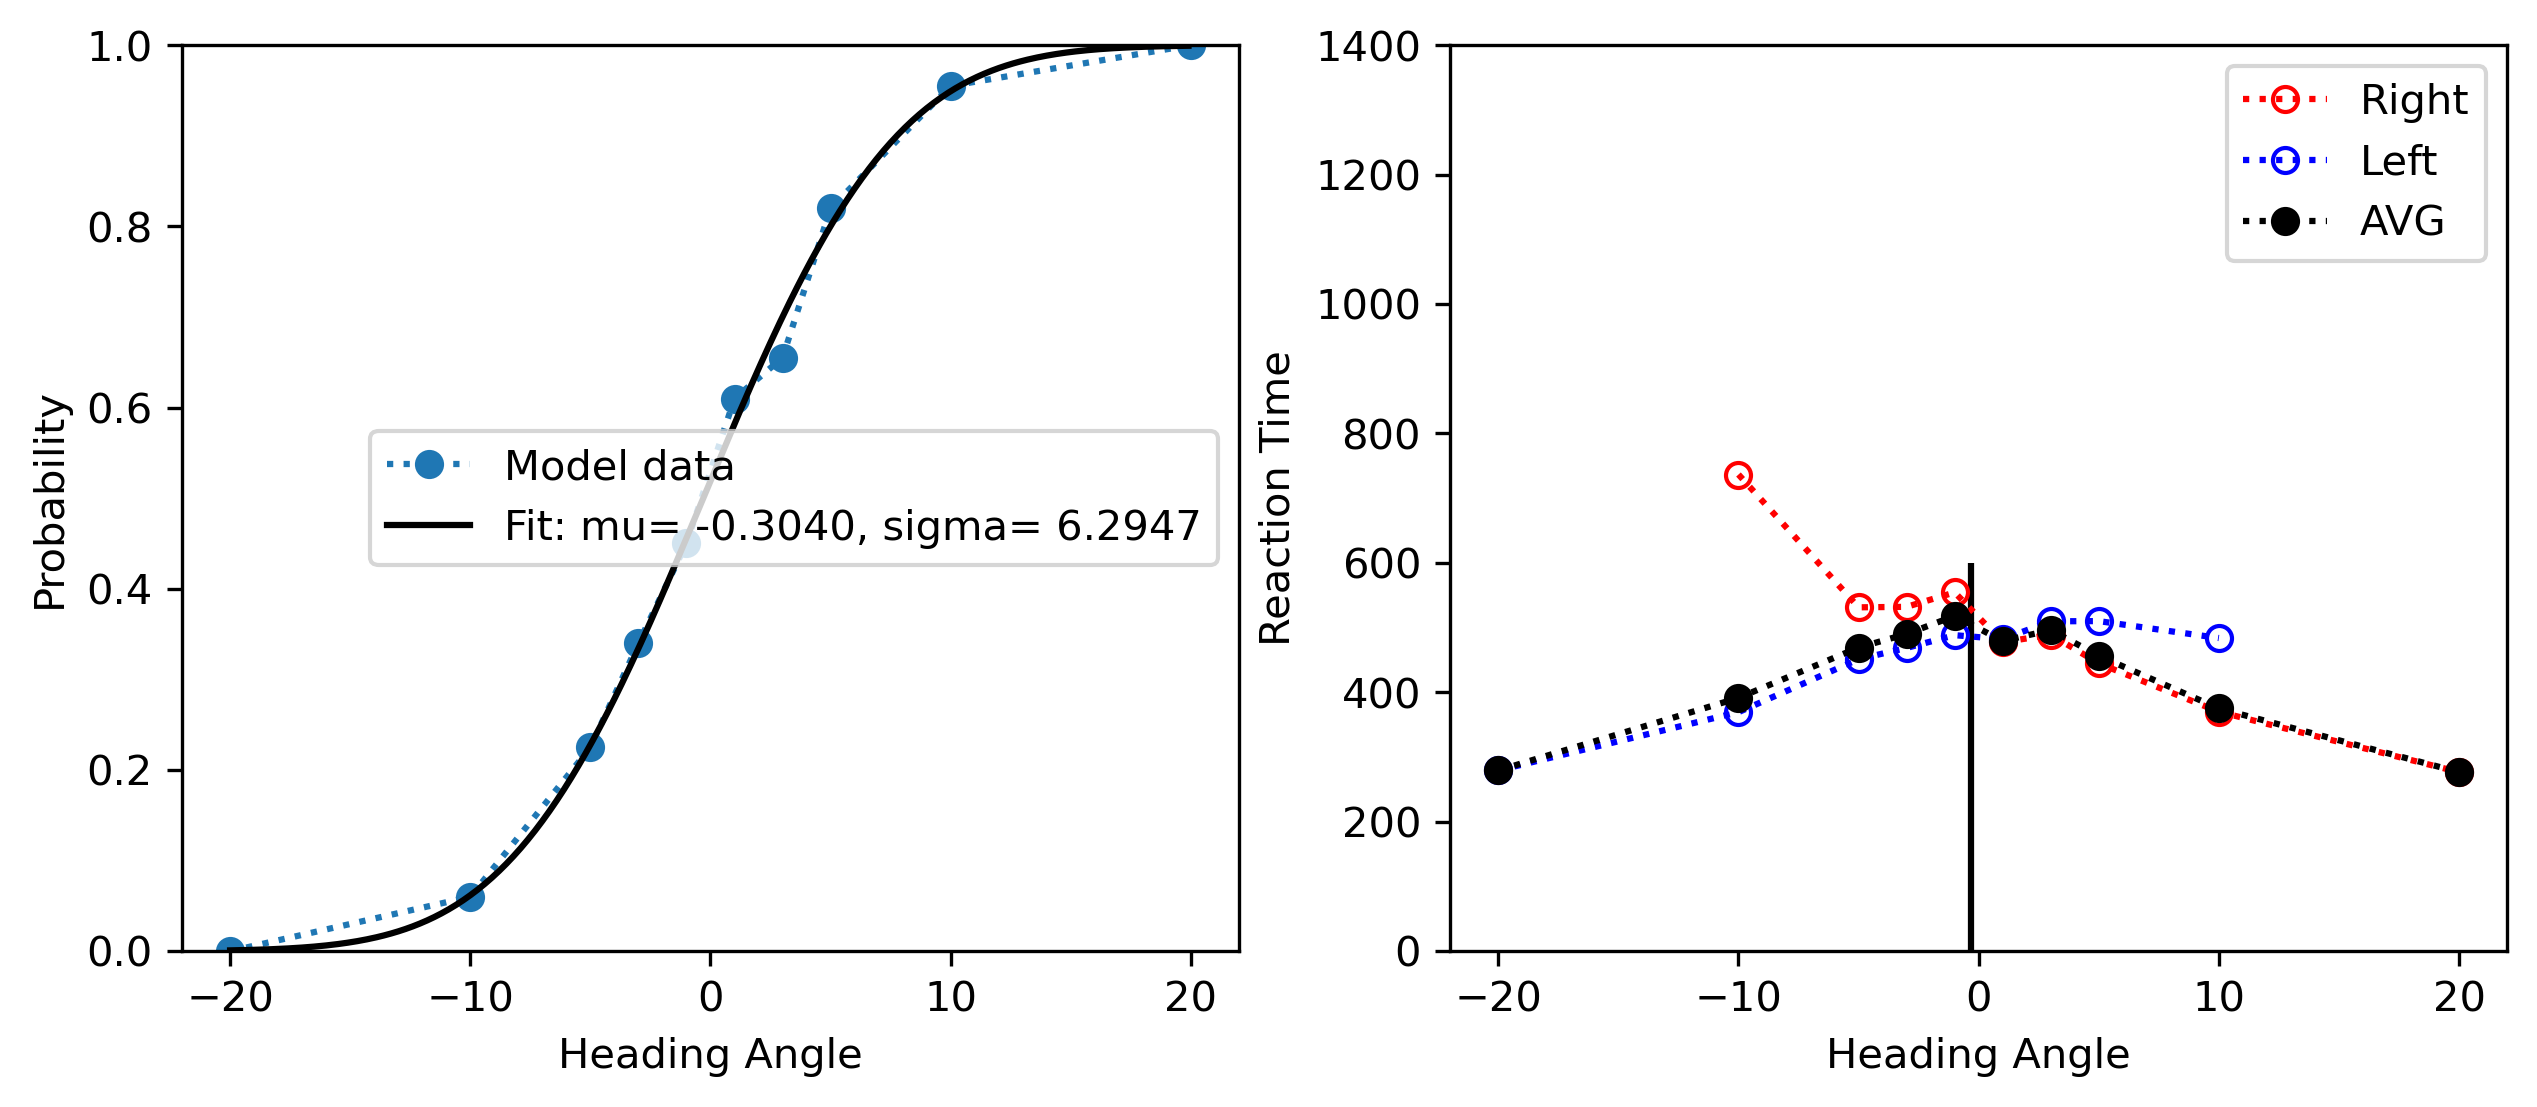 1.0
0.8
0.6
0.4
0.2
0.0
Probability
Model data
Fit: mu= -0.3040, sigma= 6.2947
−20 −10 0 10 20
Heading Angle
1400
1200
1000
800
600
400
200
0
Reaction Time
Right
Left
AVG
−20 −10 0 10 20
Heading Angle